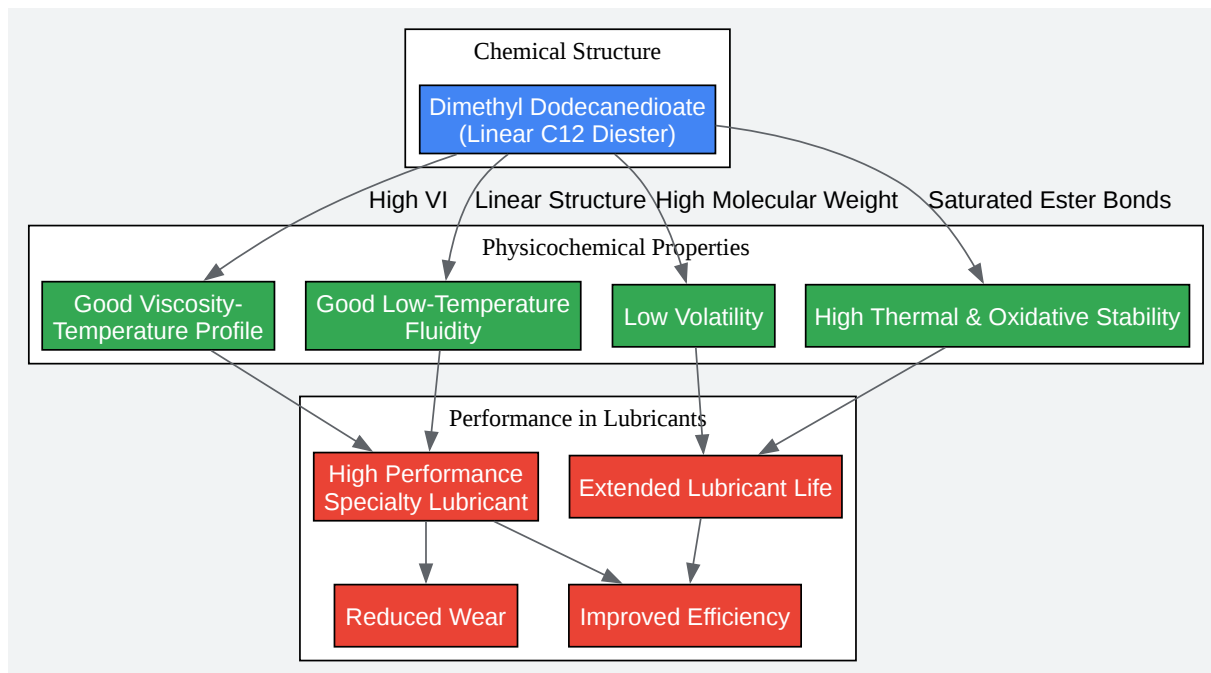 Chemical Structure
Dimethyl Dodecanedioate
(Linear C12 Diester)
High VI
Linear Structure
High Molecular Weight
Saturated Ester Bonds
Physicochemical Properties
Good Viscosity-
Temperature Profile
Good Low-Temperature
Fluidity
Low Volatility
High Thermal & Oxidative Stability
Performance in Lubricants
High Performance
Specialty Lubricant
Extended Lubricant Life
Reduced Wear
Improved Efficiency